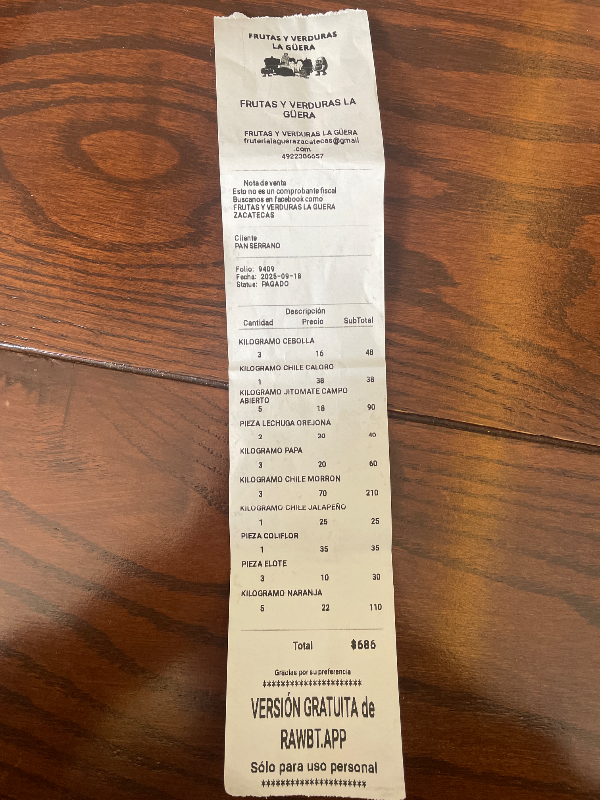 FRUTAS Y VERDURAS
LA GÜERA
FRUTAS Y VERDURAS LA
GÜERA
FRUTAS Y VERDURAS LA GÜERA
fruterialaguerazacatecas@gmail
.com
4922306657
Nota de venta
Esto no es un comprobante fiscal
Buscanos en facebook como
FRUTAS Y VERDURAS LA GUERA
ZACATECAS
Cliente
PAN SERRANO
Folio: 9409
Fecha: 2025-09-18
Status: PAGADO
Descripción
Cantidad Precio SubTotal
KILOGRAMO CEBOLLA
3 16 48
KILOGRAMO CHILE CALORO
1 38 38
KILOGRAMO JITOMATE CAMPO
ABIERTO
5 18 90
PIEZA LECHUGA OREJONA
2 20 40
KILOGRAMO PAPA
3 20 60
KILOGRAMO CHILE MORRON
3 70 210
KILOGRAMO CHILE JALAPEÑO
1 25 25
PIEZA COLIFLOR
1 35 35
PIEZA ELOTE
3 10 30
KILOGRAMO NARANJA
5 22 110
Total $686
Gracias por su preferencia
**********************
VERSIÓN GRATUITA de
RAWBT.APP
Sólo para uso personal
**********************